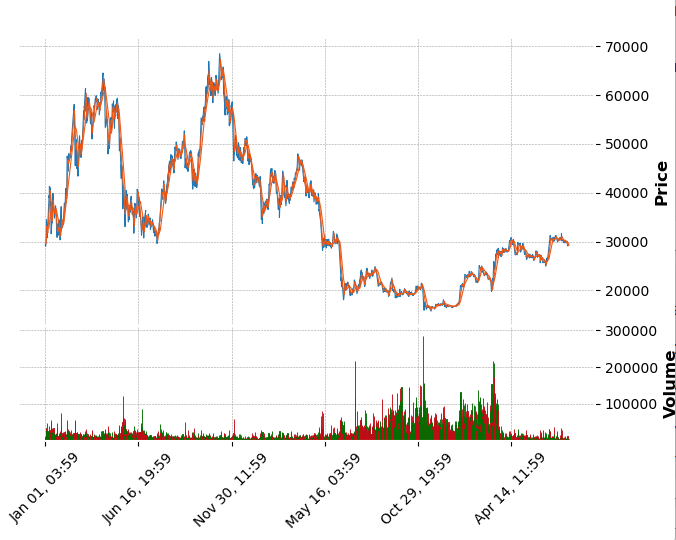 70000
60000
50000
40000
30000
20000
Price
300000
200000
100000
Volume
Jan 01, 03:59
Jun 16, 19:59
Nov 30, 11:59
May 16, 03:59
Oct 29, 19:59
Apr 14, 11:59